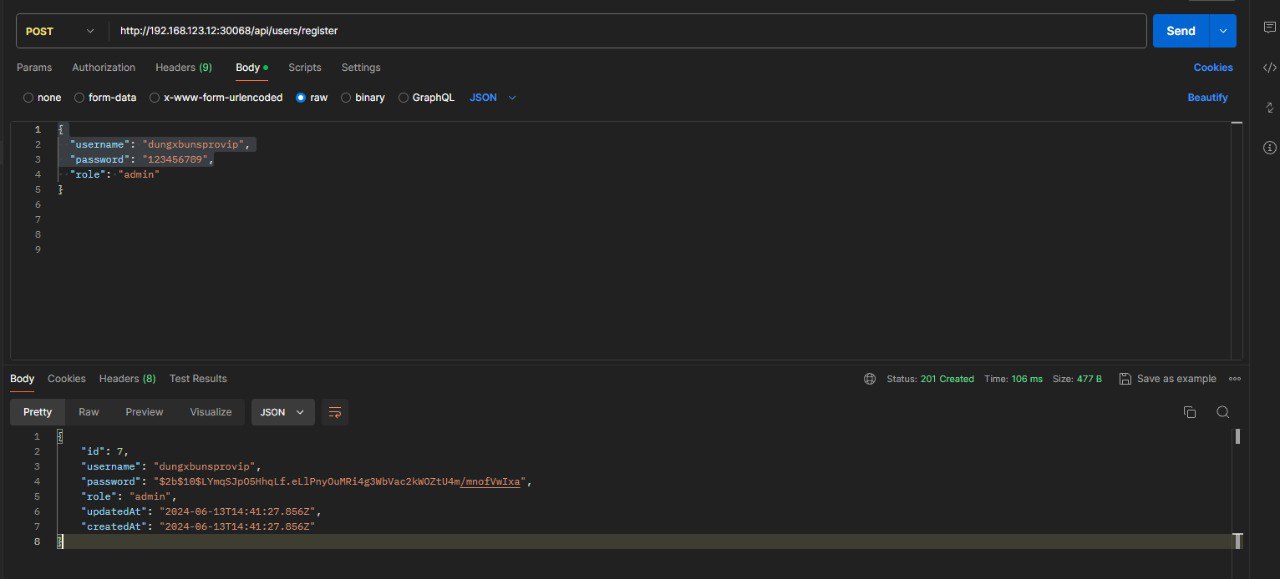 POST http://192.168.123.12:30068/api/users/register Send
Params Authorization Headers (9) Body Scripts Settings Cookies
none form-data x-www-form-urlencoded raw binary GraphQL JSON Beautify
1 {
2 "username": "dungxbunsprovip",
3 "password": "123456789",
4 "role": "admin"
5 }
6
7
8
9
Body Cookies Headers (8) Test Results Status: 201 Created Time: 106 ms Size: 477 B Save as example
Pretty Raw Preview Visualize JSON
1 {
2 "id": 7,
3 "username": "dungxbunsprovip",
4 "password": "$2b$10$LYmqSJpO5HhqLf.eLlPnyOuMRi4g3WbVac2kWOZtU4m/mnofVwIxa",
5 "role": "admin",
6 "updatedAt": "2024-06-13T14:41:27.856Z",
7 "createdAt": "2024-06-13T14:41:27.856Z"
8 }